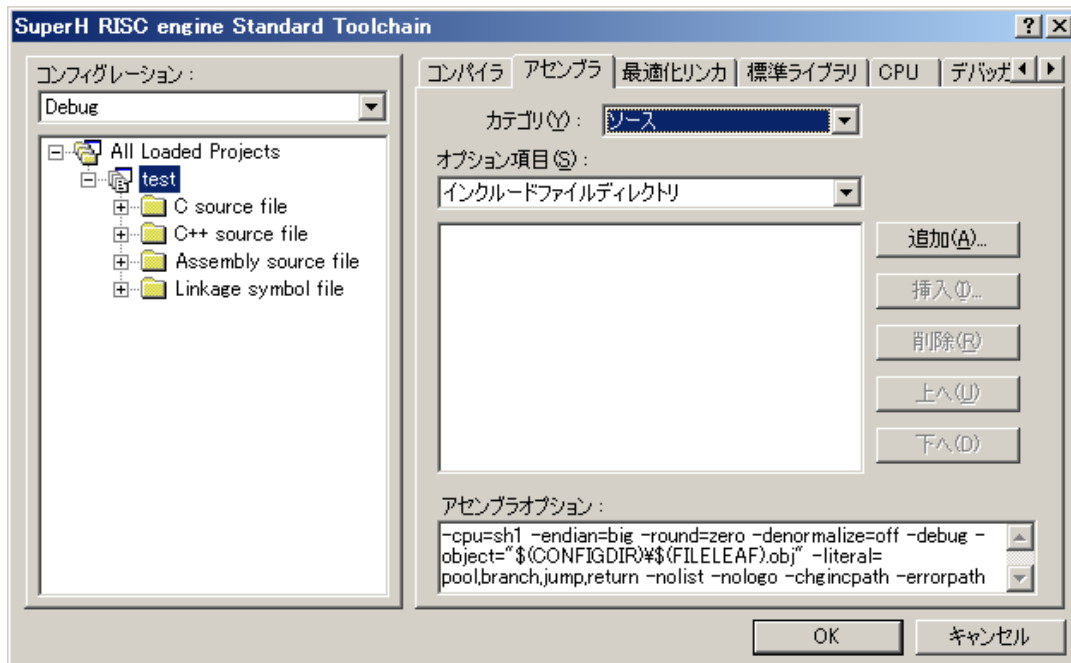 SuperH RISC engine Standard Toolchain
コンフィグレーション :
Debug
All Loaded Projects
test
C source file
C++ source file
Assembly source file
Linkage symbol file
コンパイラ アセンブラ 最適化リンカ 標準ライブラリ CPU デバッガ
カテゴリ(Y) : ソース
オプション項目(S) :
インクルードファイルディレクトリ
追加(A)...
挿入(I)...
削除(R)
上へ(U)
下へ(D)
アセンブラオプション :
-cpu=sh1 -endian=big -round=zero -denormalize=off -debug -
object="$(CONFIGDIR)¥$(FILELEAF).obj" -literal=
pool,branch,jump,return -nolist -nologo -chgincpath -errorpath
OK キャンセル